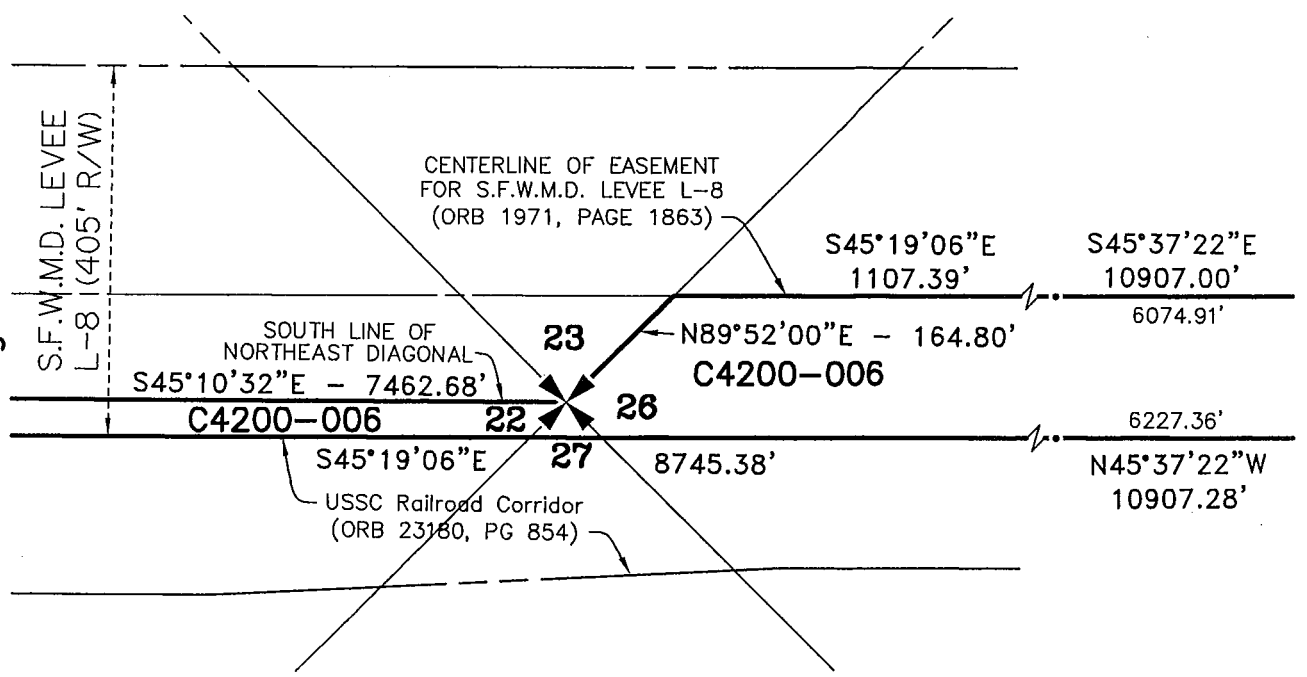 S.F.W.M.D. LEVEE
L-8 (405' R/W)
CENTERLINE OF EASEMENT
FOR S.F.W.M.D. LEVEE L-8
(ORB 1971, PAGE 1863)
S45°19'06"E
1107.39'
S45°37'22"E
10907.00'
6074.91'
SOUTH LINE OF
NORTHEAST DIAGONAL
S45°10'32"E - 7462.68'
C4200-006
23
N89°52'00"E - 164.80'
C4200-006
22
26
27
S45°19'06"E
8745.38'
6227.36'
N45°37'22"W
10907.28'
USSC Railroad Corridor
(ORB 23180, PG 854)